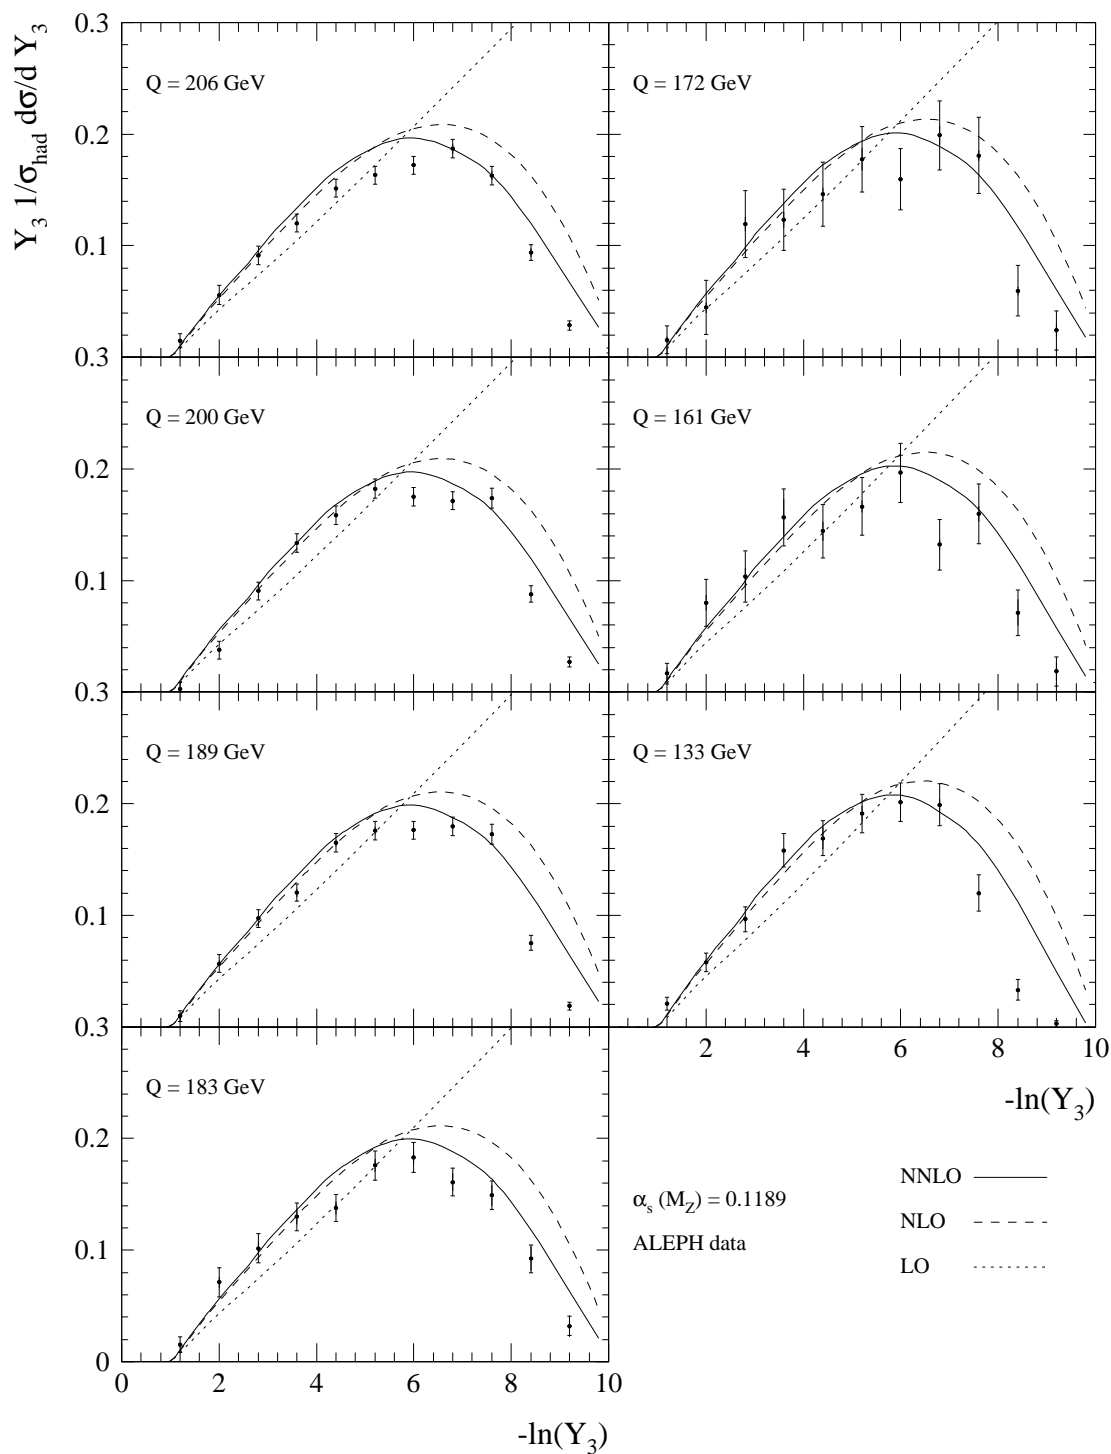 Y3 1/σhad dσ/d Y3
0.3
Q = 206 GeV
0.2
0.1
Q = 172 GeV
0.3
Q = 200 GeV
0.2
0.1
Q = 161 GeV
0.3
Q = 189 GeV
0.2
0.1
Q = 133 GeV
2 4 6 8 10
-ln(Y3)
0.3
Q = 183 GeV
0.2
0.1
0
0 2 4 6 8 10
-ln(Y3)
αs (MZ) = 0.1189
ALEPH data
NNLO
NLO
LO